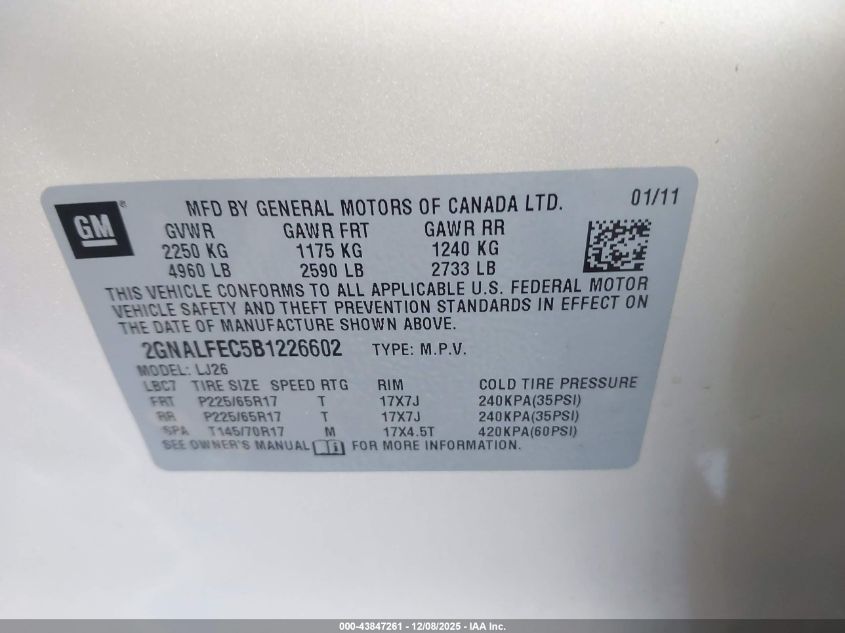 GM
®
MFD BY GENERAL MOTORS OF CANADA LTD. 01/11
GVWR GAWR FRT GAWR RR
2250 KG 1175 KG 1240 KG
4960 LB 2590 LB 2733 LB
THIS VEHICLE CONFORMS TO ALL APPLICABLE U.S. FEDERAL MOTOR
VEHICLE SAFETY AND THEFT PREVENTION STANDARDS IN EFFECT ON
THE DATE OF MANUFACTURE SHOWN ABOVE.
2GNALFEC5B1226602 TYPE: M.P.V.
MODEL: LJ26
LBC7 TIRE SIZE SPEED RTG RIM COLD TIRE PRESSURE
FRT P225/65R17 T 17X7J 240KPA(35PSI)
RR P225/65R17 T 17X7J 240KPA(35PSI)
SPA T145/70R17 M 17X4.5T 420KPA(60PSI)
SEE OWNER'S MANUAL FOR MORE INFORMATION.
000-43847261 - 12/08/2025 - IAA Inc.